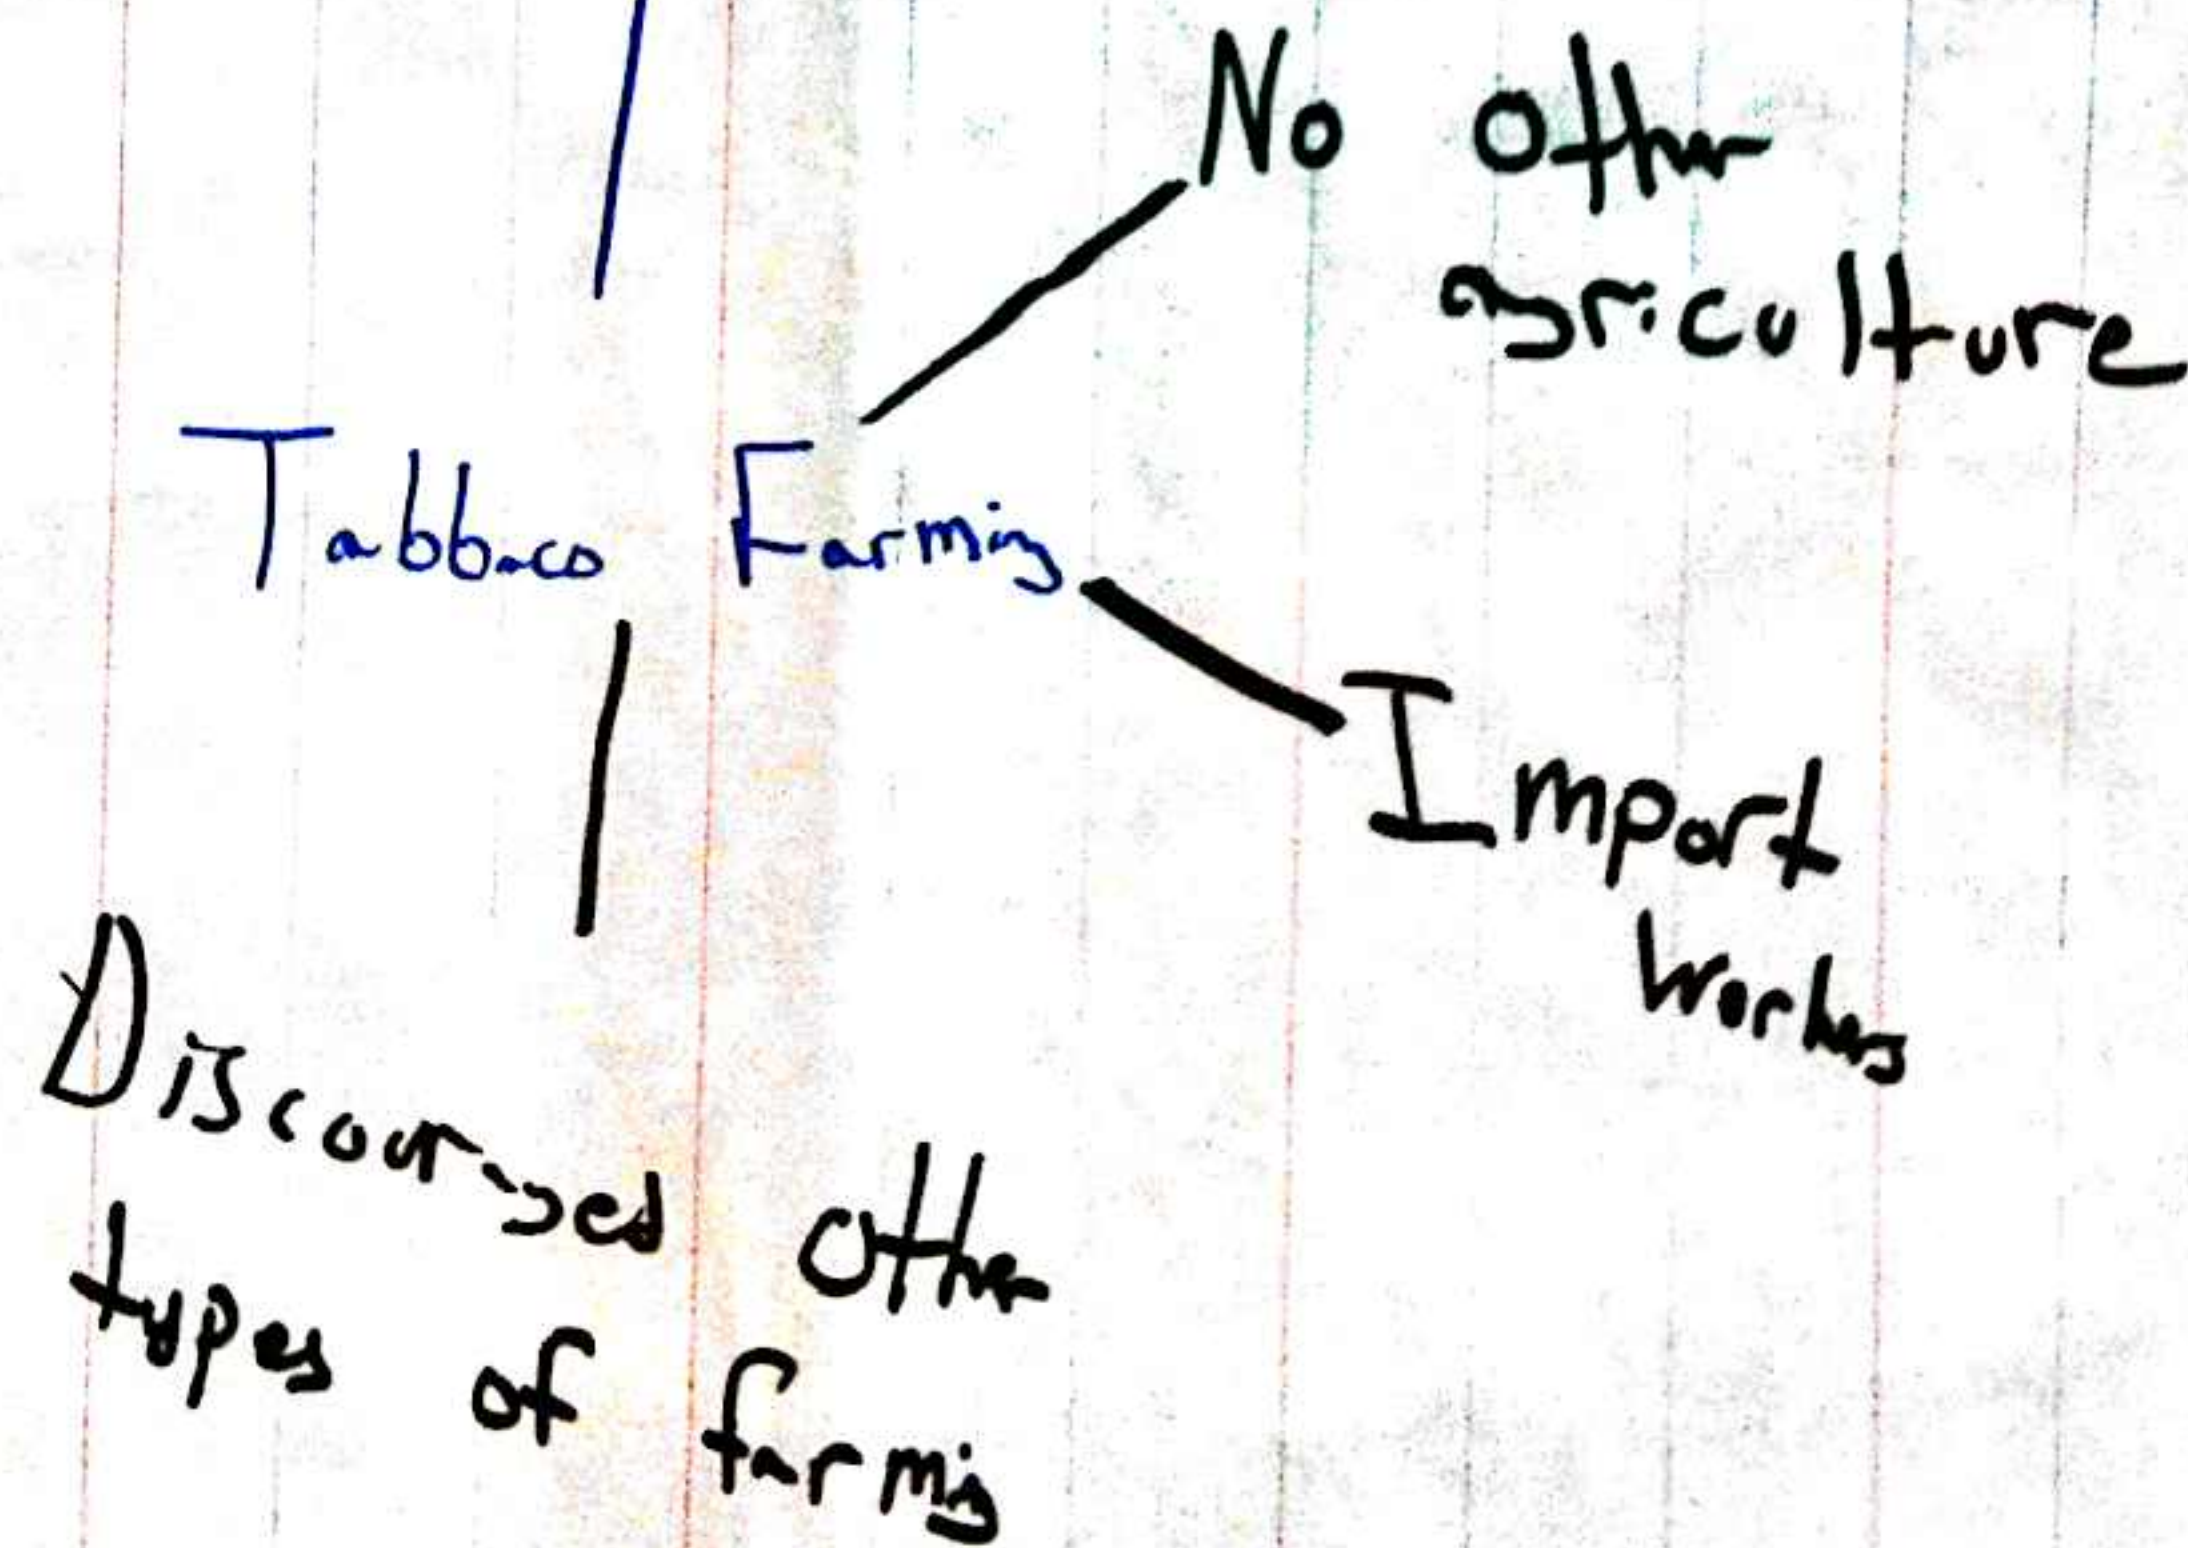 No other
agriculture
Tabbaco Farming
Import
Workers
Discouraged other
types of farming